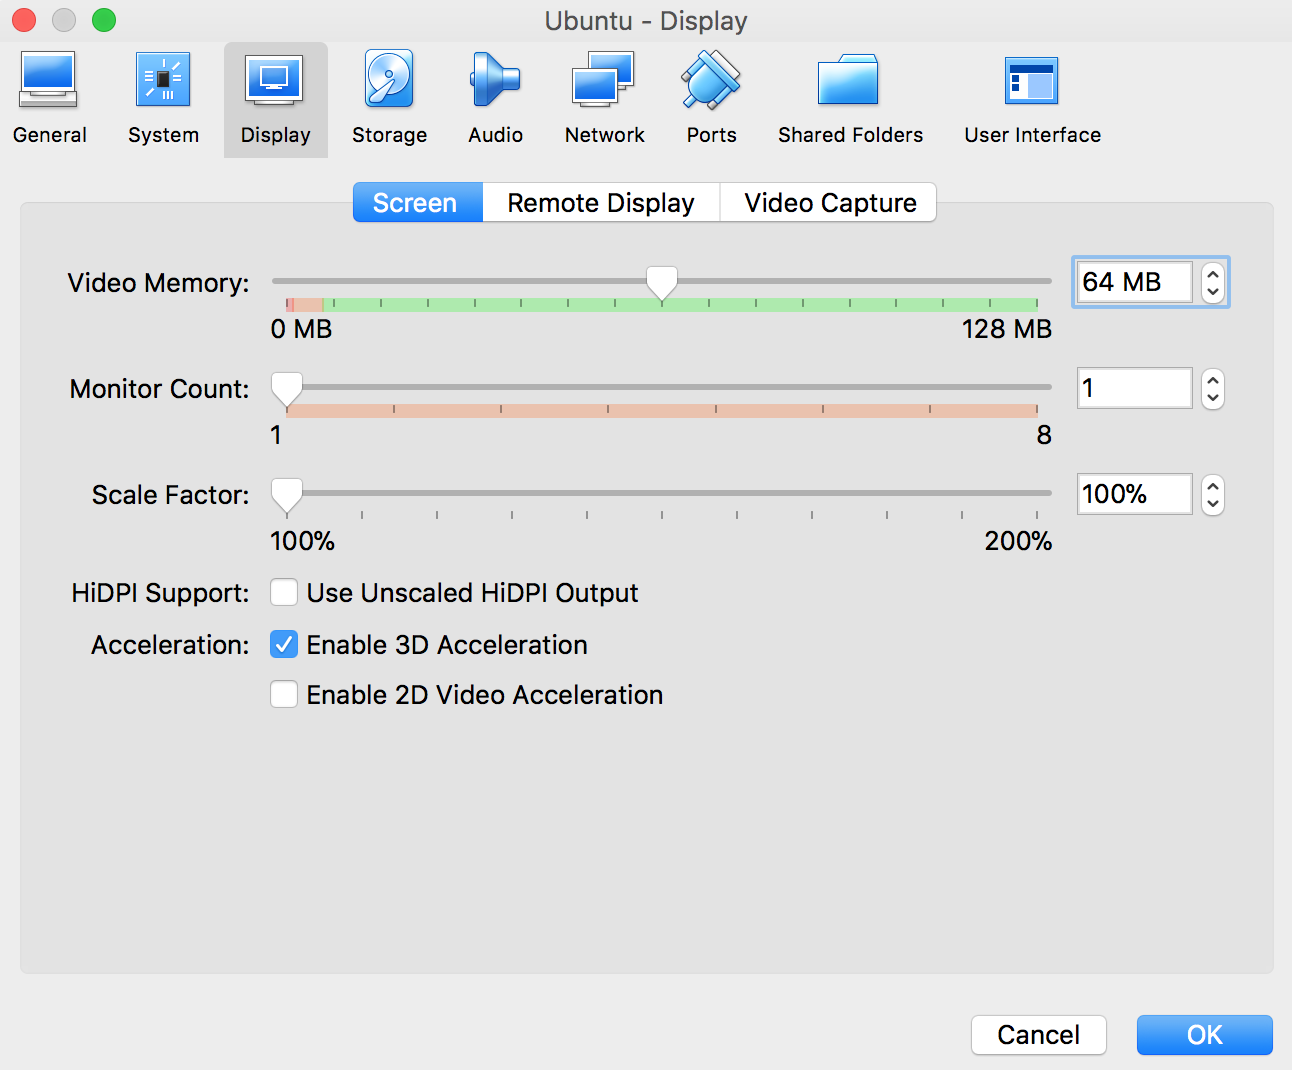 Ubuntu - Display
General System Display Storage Audio Network Ports Shared Folders User Interface
Screen Remote Display Video Capture
Video Memory: 64 MB
0 MB 128 MB
Monitor Count: 1
1 8
Scale Factor: 100%
100% 200%
HiDPI Support: Use Unscaled HiDPI Output
Acceleration: Enable 3D Acceleration
Enable 2D Video Acceleration
Cancel OK